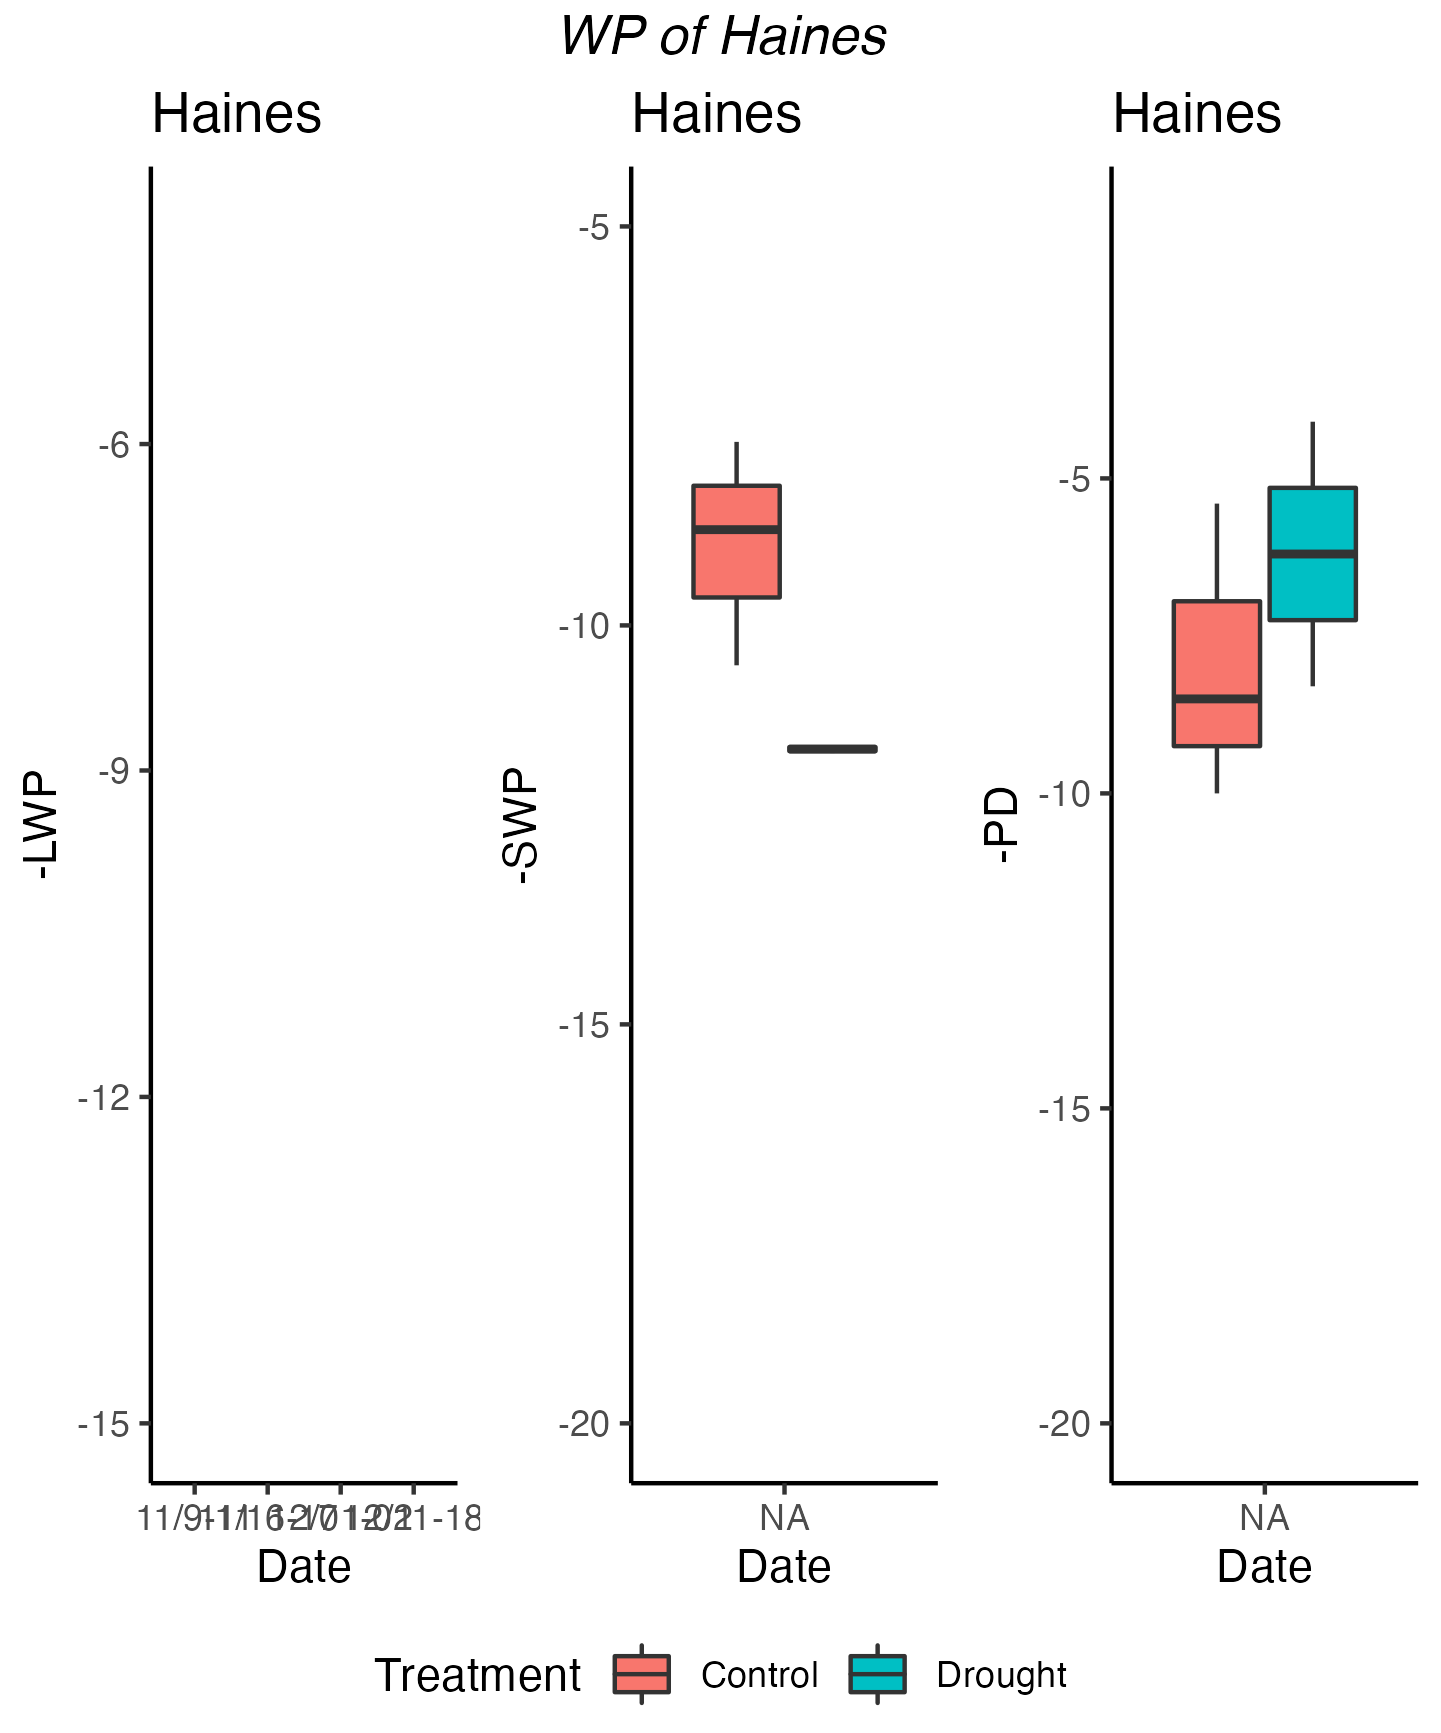 WP of Haines
Haines
Haines
Haines
-LWP
-6
-9
-12
-15
Date
-SWP
-5
-10
-15
-20
NA
Date
-PD
-5
-10
-15
-20
NA
Date
Treatment
Control
Drought